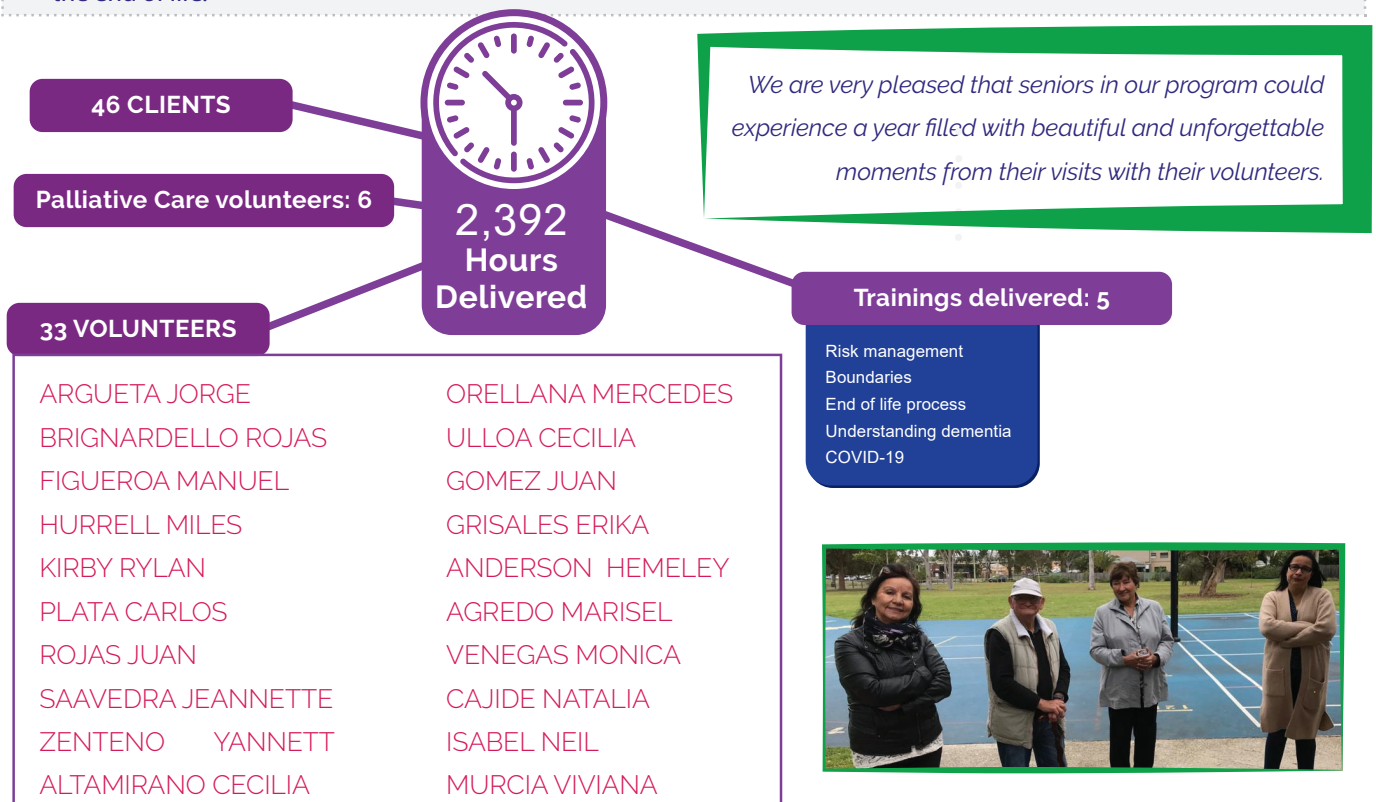 the end of life.
46 CLIENTS
Palliative Care volunteers: 6
2,392
Hours
Delivered
We are very pleased that seniors in our program could
experience a year filled with beautiful and unforgettable
moments from their visits with their volunteers.
Trainings delivered: 5
Risk management
Boundaries
End of life process
Understanding dementia
COVID-19
33 VOLUNTEERS
ARGUETA JORGE
BRIGNARDELLO ROJAS
FIGUEROA MANUEL
HURRELL MILES
KIRBY RYLAN
PLATA CARLOS
ROJAS JUAN
SAAVEDRA JEANNETTE
ZENTENO YANNETT
ALTAMIRANO CECILIA
ORELLANA MERCEDES
ULLOA CECILIA
GOMEZ JUAN
GRISALES ERIKA
ANDERSON HEMELEY
AGREDO MARISEL
VENEGAS MONICA
CAJIDE NATALIA
ISABEL NEIL
MURCIA VIVIANA